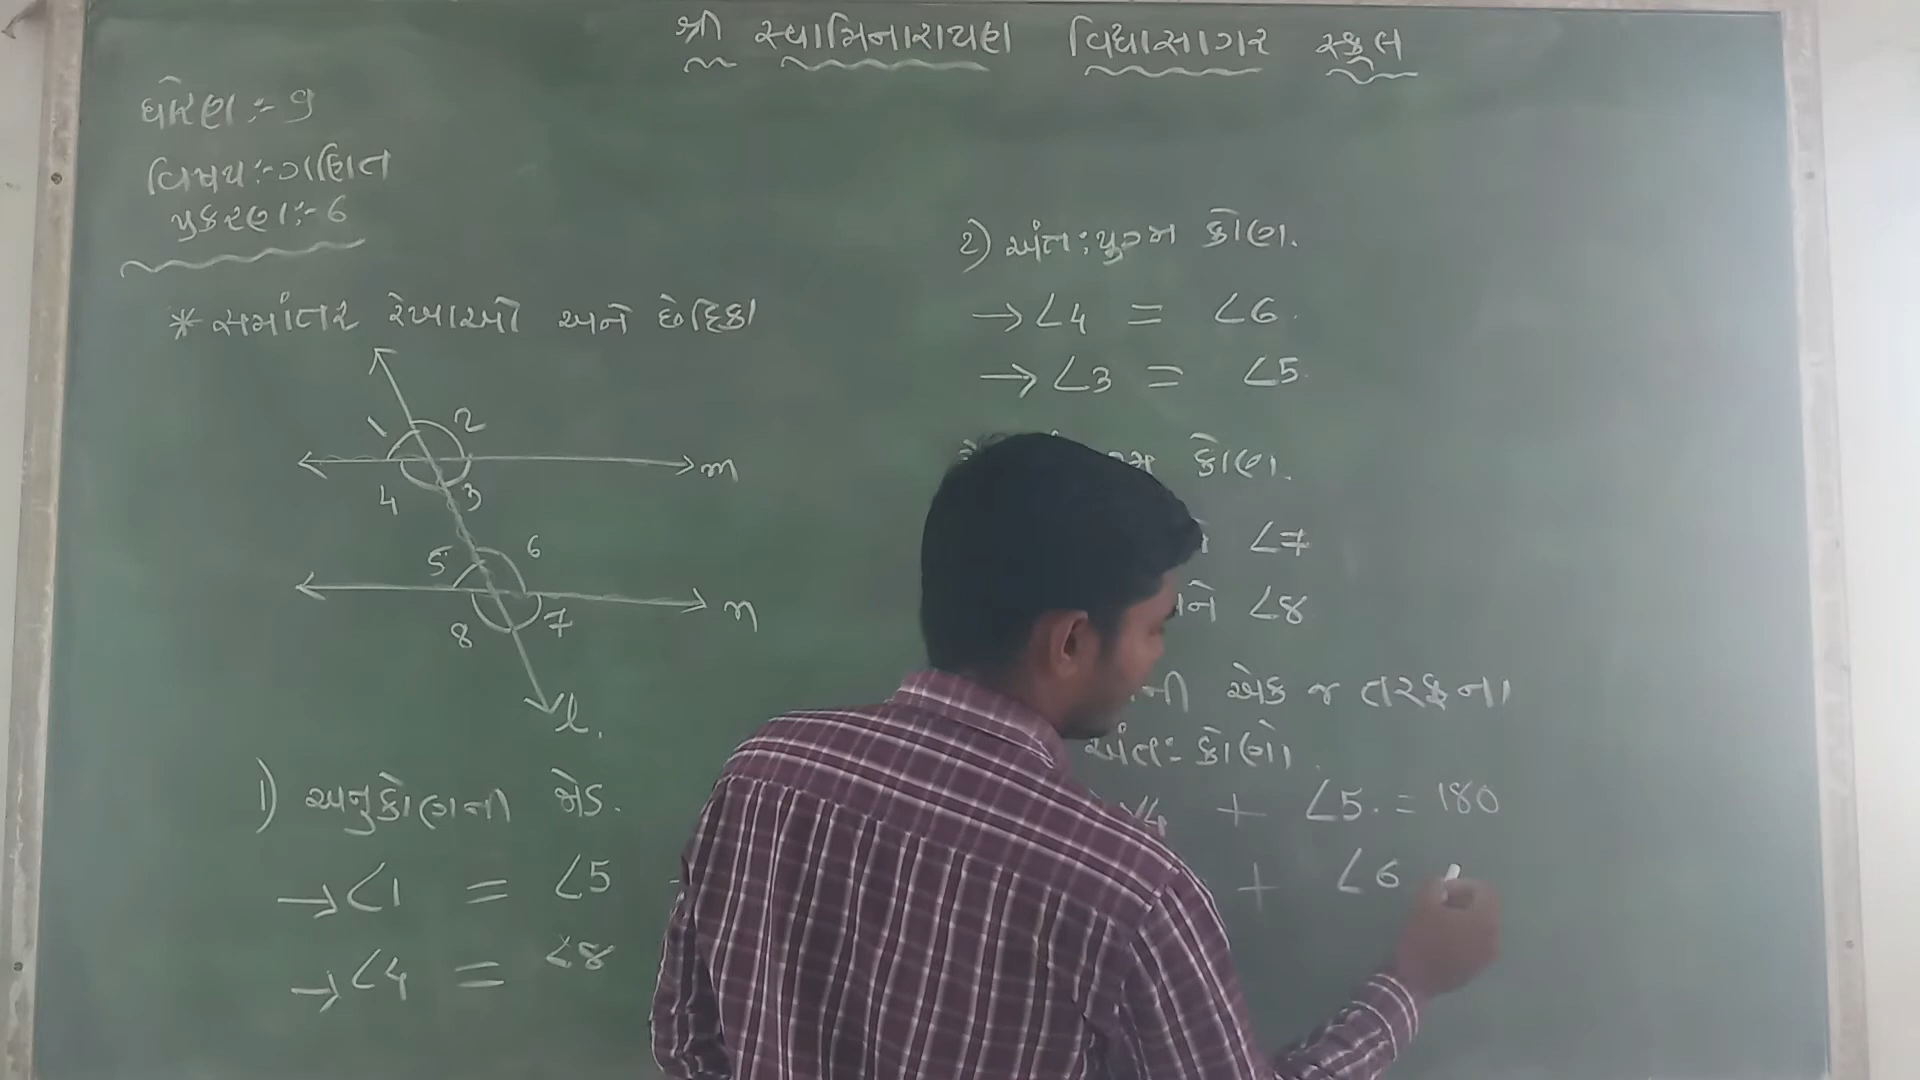 શ્રી સ્વામિનારાયણ વિદ્યાસાગર સ્કુલ
ધોરણ:- 9
વિષય:- ગણિત
પ્રકરણ:- 6
* સમાંતર રેખાઓ અને છેદિકા
1 2
m
4 3
5 6
n
8 7
l.
1) અનુકોણની જોડ.
→ ∠1 = ∠5
→ ∠4 = ∠8
2) અંતઃયુગ્મ કોણ.
→ ∠4 = ∠6.
→ ∠3 = ∠5.
કોણ.
∠7
∠8
એક જ તરફના
અંતઃકોણો.
∠4 + ∠5. = 180
+ ∠6